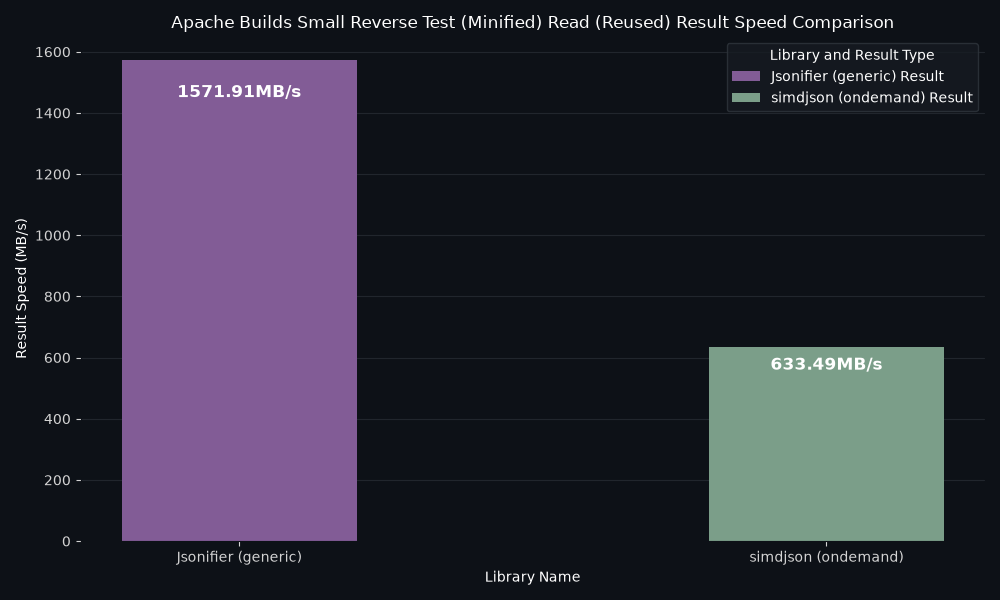 Apache Builds Small Reverse Test (Minified) Read (Reused) Result Speed Comparison
Library and Result Type
Jsonifier (generic) Result
simdjson (ondemand) Result
1571.91MB/s
633.49MB/s
Result Speed (MB/s)
1600
1400
1200
1000
800
600
400
200
0
Jsonifier (generic)
simdjson (ondemand)
Library Name